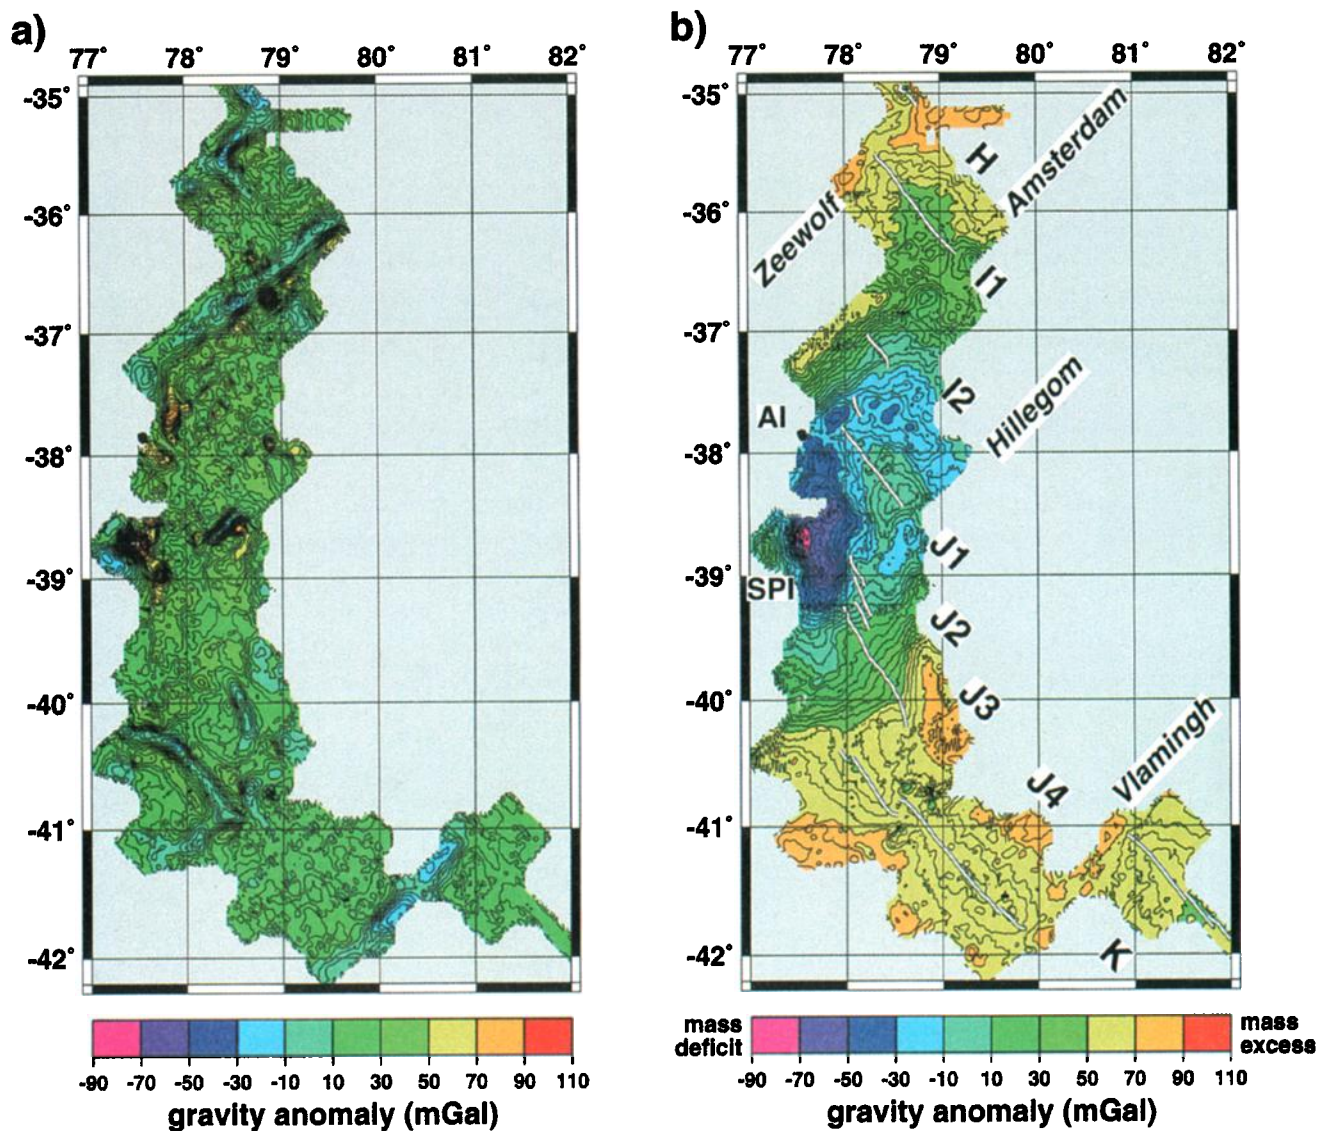 a)
77° 78° 79° 80° 81° 82°
-35°
-36°
-37°
-38°
-39°
-40°
-41°
-42°
-90 -70 -50 -30 -10 10 30 50 70 90 110
gravity anomaly (mGal)
b)
77° 78° 79° 80° 81° 82°
-35°
-36°
-37°
-38°
-39°
-40°
-41°
-42°
Zeewolf
H
Amsterdam
I1
I2
AI
Hillegom
J1
SPI
J2
J3
J4
Vlamingh
K
mass deficit
mass excess
-90 -70 -50 -30 -10 10 30 50 70 90 110
gravity anomaly (mGal)